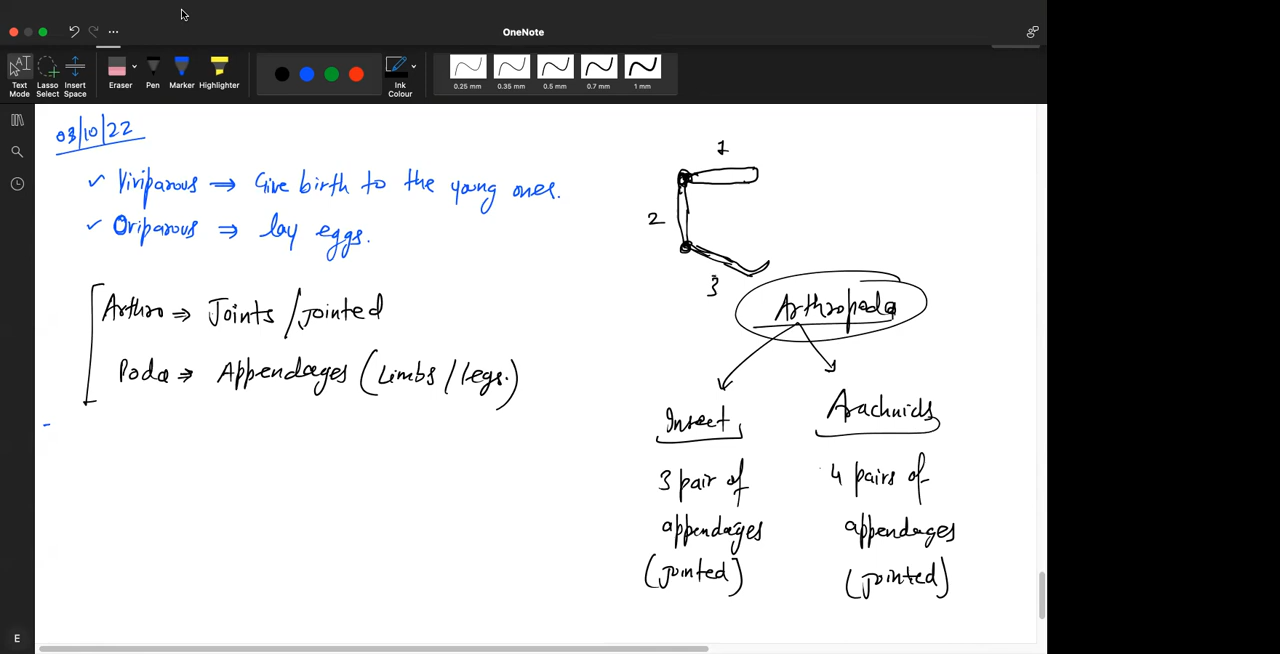 OneNote
AI
Text Mode
Lasso Select
Insert Space
Eraser
Pen
Marker
Highlighter
Ink Colour
0.25 mm
0.35 mm
0.5 mm
0.7 mm
1 mm
03/10/22
✓ Viviparous ⇒ Give birth to the young ones.
✓ Oviparous ⇒ lay eggs.
Arthro ⇒ Joints/jointed
Poda ⇒ Appendages (Limbs/legs.)
1
2
3
Arthropoda
Insect
3 pair of
appendages
(jointed)
Arachnids
4 pairs of
appendages
(jointed)
E